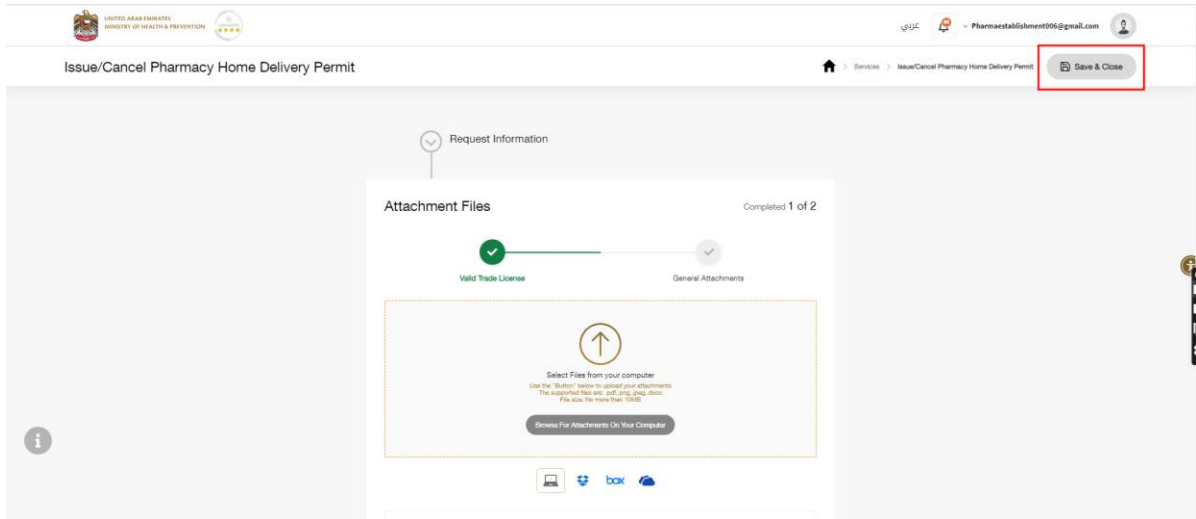 UNITED ARAB EMIRATES
MINISTRY OF HEALTH & PREVENTION
عربي
Pharmaestablishment006@gmail.com
Issue/Cancel Pharmacy Home Delivery Permit
Services > Issue/Cancel Pharmacy Home Delivery Permit
Save & Close
Request Information
Attachment Files
Completed 1 of 2
Valid Trade License
General Attachments
Select Files from your computer
Use the "Button" below to upload your attachments
The supported files are: .pdf,.png,.jpeg,.docx
File size: No more than 10MB
Browse For Attachments On Your Computer
box